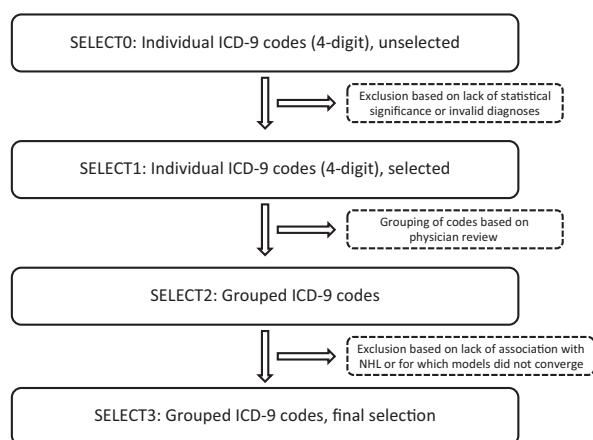 SELECT0: Individual ICD-9 codes (4-digit), unselected
Exclusion based on lack of statistical
significance or invalid diagnoses
SELECT1: Individual ICD-9 codes (4-digit), selected
Grouping of codes based on
physician review
SELECT2: Grouped ICD-9 codes
Exclusion based on lack of association with
NHL or for which models did not converge
SELECT3: Grouped ICD-9 codes, final selection